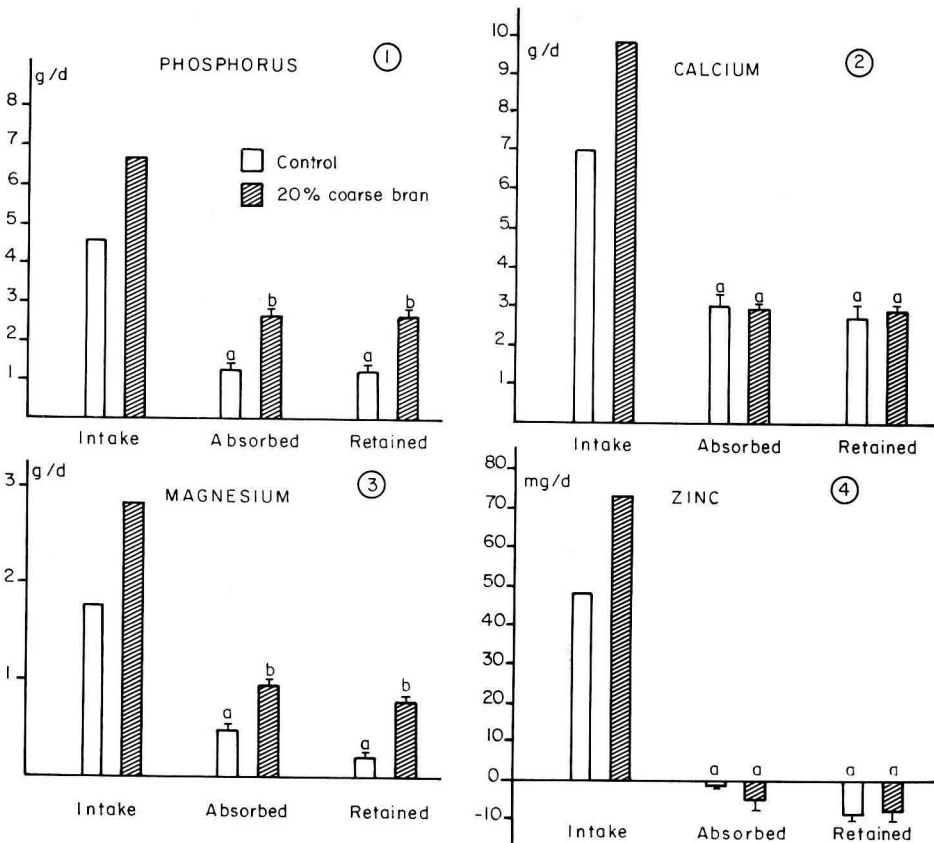 PHOSPHORUS 1
g/d
8
7
6
5
4
3
2
1
Control
20% coarse bran
a b a b
Intake Absorbed Retained
CALCIUM 2
g/d
10
9
8
7
6
5
4
3
2
1
a a a a
Intake Absorbed Retained
MAGNESIUM 3
g/d
3
2
1
a b a b
Intake Absorbed Retained
ZINC 4
mg/d
80
70
60
50
40
30
20
10
0
-10
a a a a
Intake Absorbed Retained